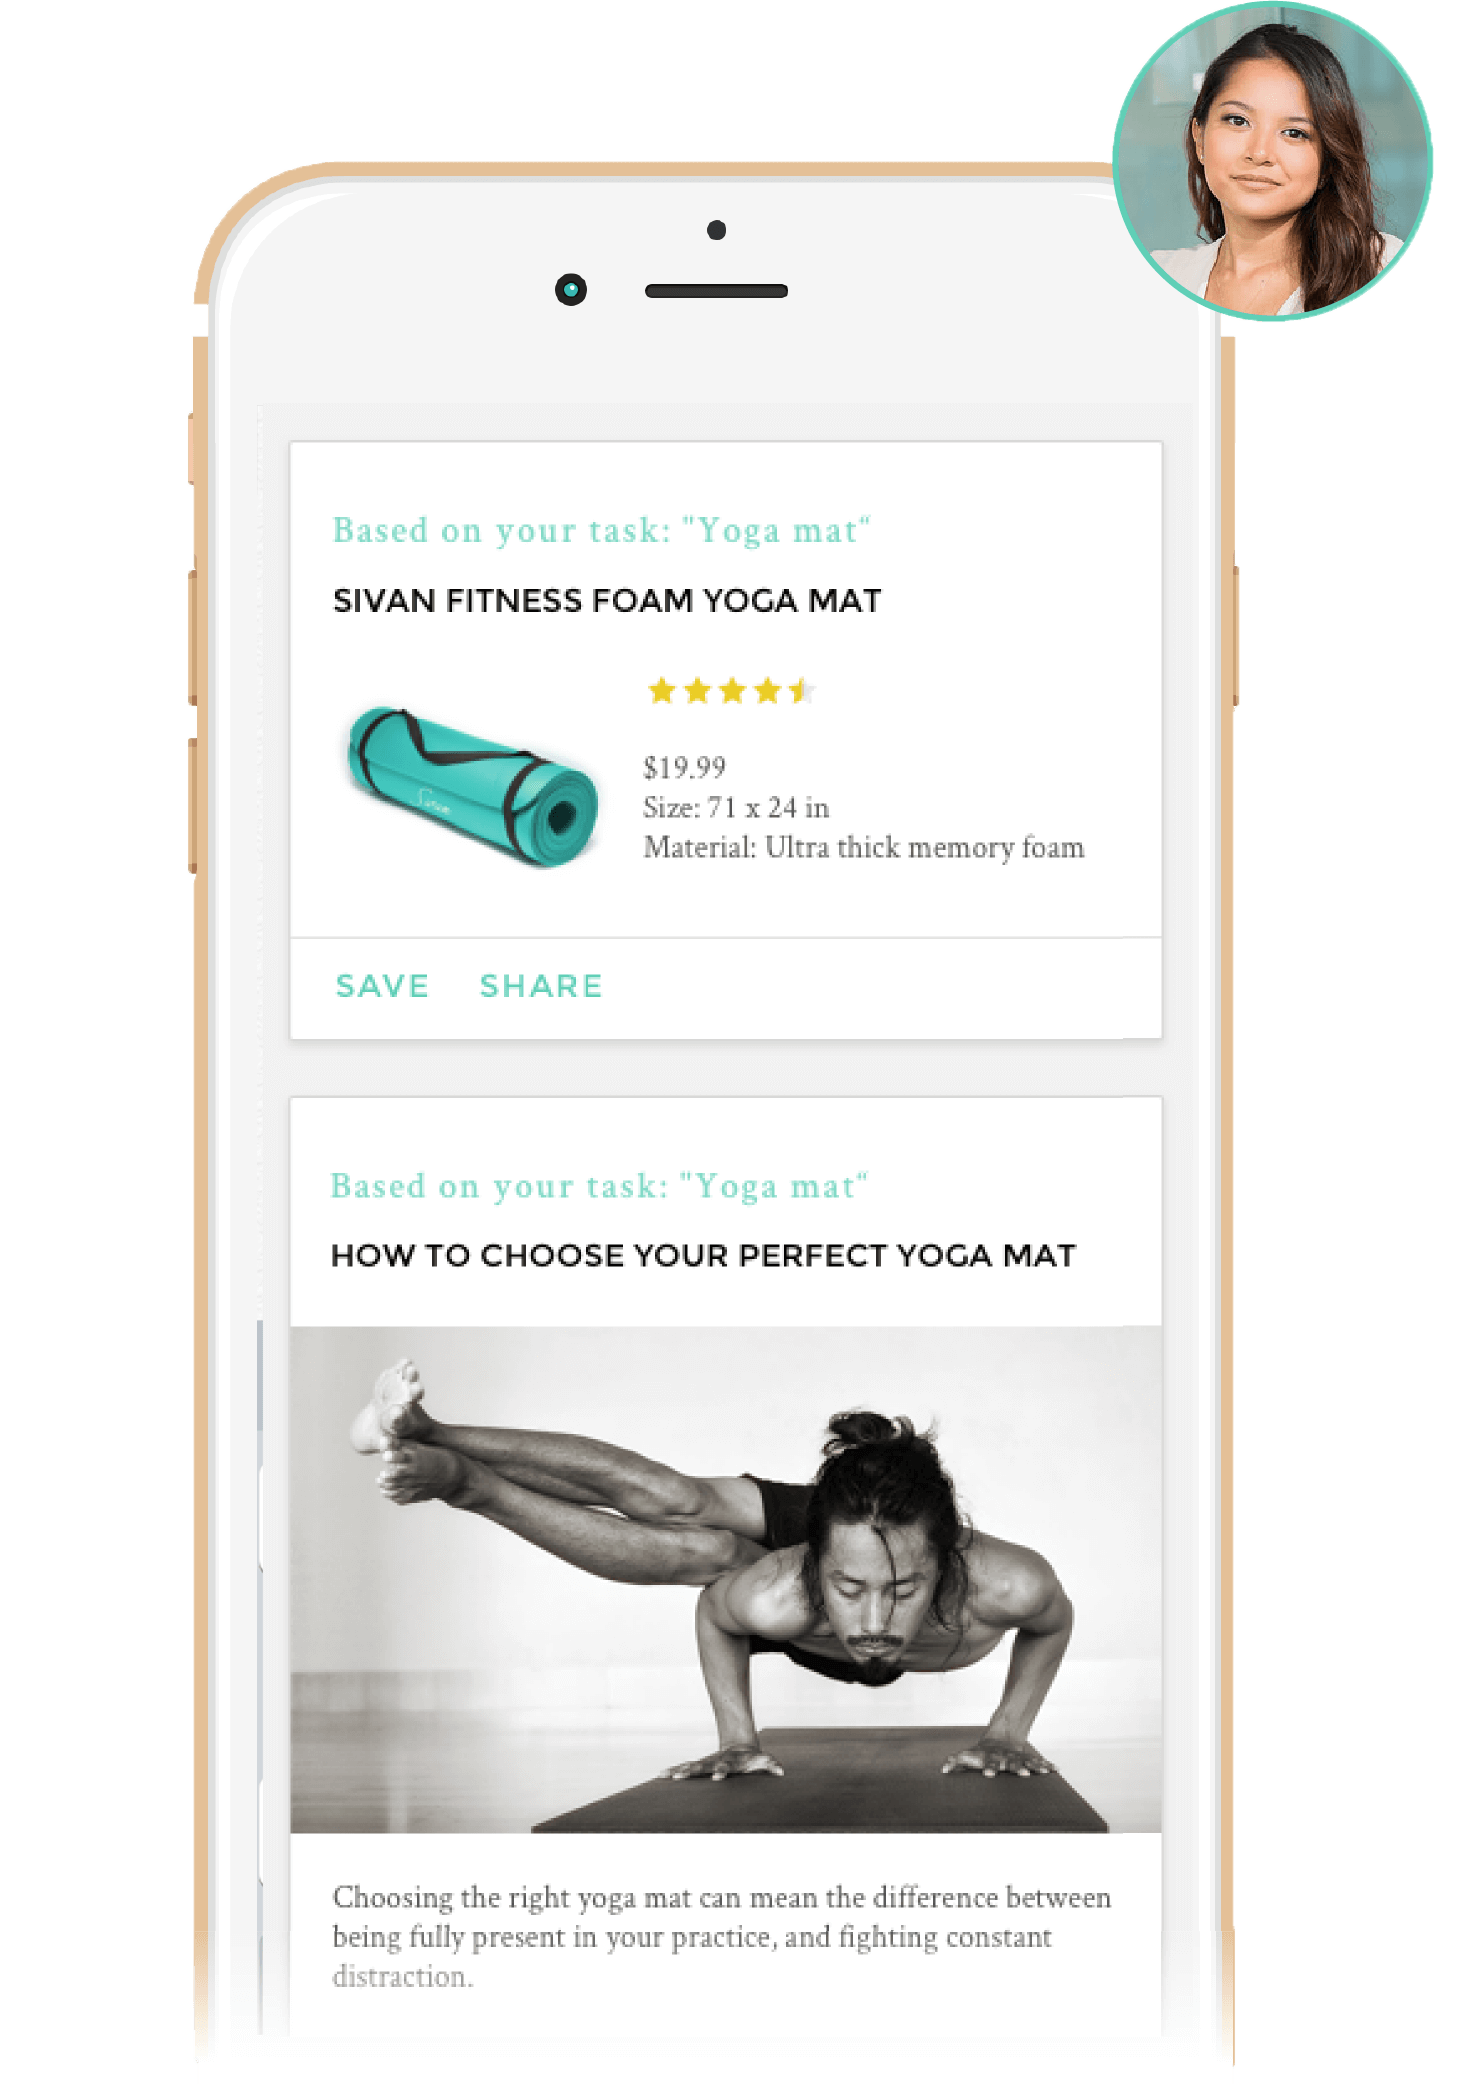 Based on your task: "Yoga mat“
SIVAN FITNESS FOAM YOGA MAT
$19.99
Size: 71 x 24 in
Material: Ultra thick memory foam
Sivan
SAVE SHARE
Based on your task: "Yoga mat“
HOW TO CHOOSE YOUR PERFECT YOGA MAT
Choosing the right yoga mat can mean the difference between
being fully present in your practice, and fighting constant
distraction.